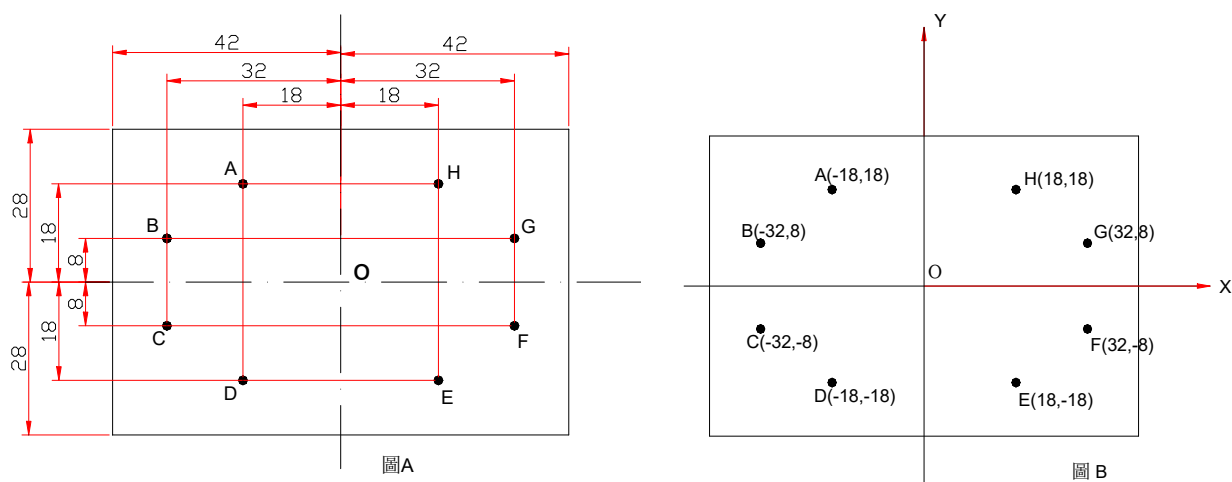 42
42
32
32
18
18
A
H
B
G
28
18
8
O
8
18
28
C
F
D
E
圖A
Y
A(-18,18)
H(18,18)
B(-32,8)
G(32,8)
O
X
C(-32,-8)
F(32,-8)
D(-18,-18)
E(18,-18)
圖 B